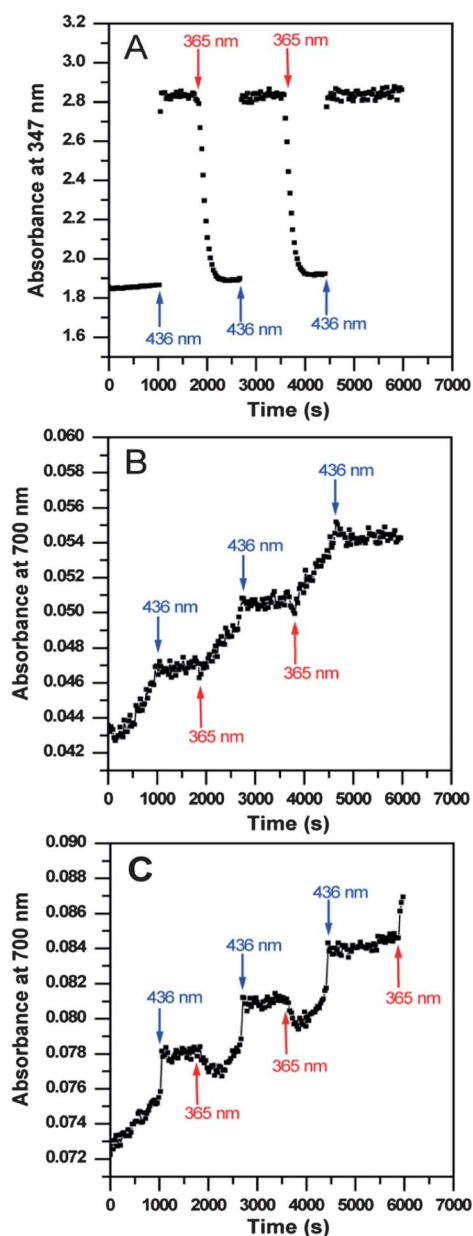 A
365 nm
365 nm
3.2
3.0
2.8
2.6
2.4
2.2
2.0
1.8
1.6
Absorbance at 347 nm
436 nm
436 nm
436 nm
0 1000 2000 3000 4000 5000 6000 7000
Time (s)
B
0.060
0.058
0.056
0.054
0.052
0.050
0.048
0.046
0.044
0.042
Absorbance at 700 nm
436 nm
436 nm
436 nm
365 nm
365 nm
0 1000 2000 3000 4000 5000 6000 7000
Time (s)
C
0.090
0.088
0.086
0.084
0.082
0.080
0.078
0.076
0.074
0.072
Absorbance at 700 nm
436 nm
436 nm
436 nm
365 nm
365 nm
365 nm
0 1000 2000 3000 4000 5000 6000 7000
Time (s)